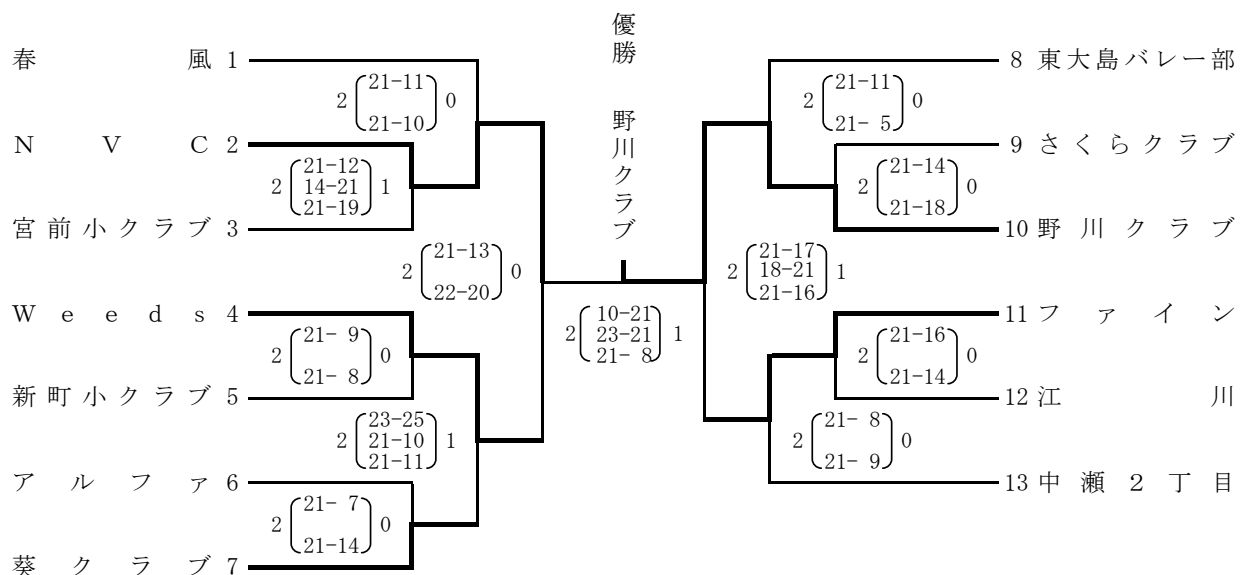 優勝 野川クラブ
春風 1
2 21-11 0
21-10
NVC 2
2 21-12 1
14-21
21-19
宮前小クラブ 3
2 21-13 0
22-20
Weeds 4
2 21- 9 0
21- 8
新町小クラブ 5
2 23-25 1
21-10
21-11
アルファ 6
2 21- 7 0
21-14
葵クラブ 7
2 10-21 1
23-21
21- 8
8 東大島バレー部
2 21-11 0
21- 5
9 さくらクラブ
2 21-14 0
21-18
10 野川クラブ
2 21-17 1
18-21
21-16
11 ファイン
2 21-16 0
21-14
12 江川
2 21- 8 0
21- 9
13 中瀬2丁目